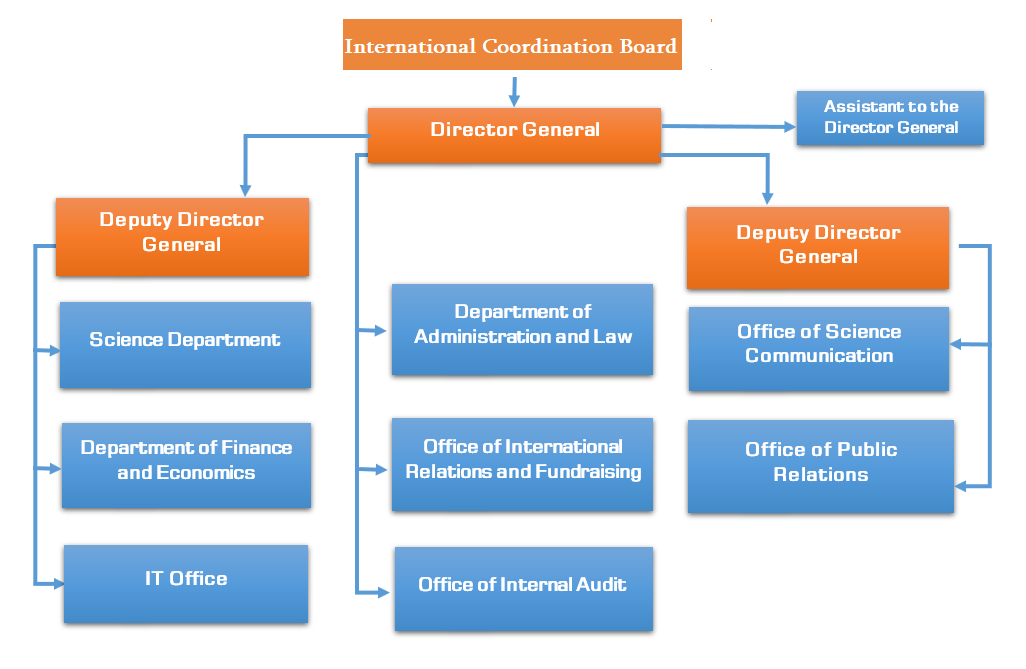 International Coordination Board
Director General
Assistant to the
Director General
Deputy Director
General
Science Department
Department of Finance
and Economics
IT Office
Department of
Administration and Law
Office of International
Relations and Fundraising
Office of Internal Audit
Deputy Director
General
Office of Science
Communication
Office of Public
Relations